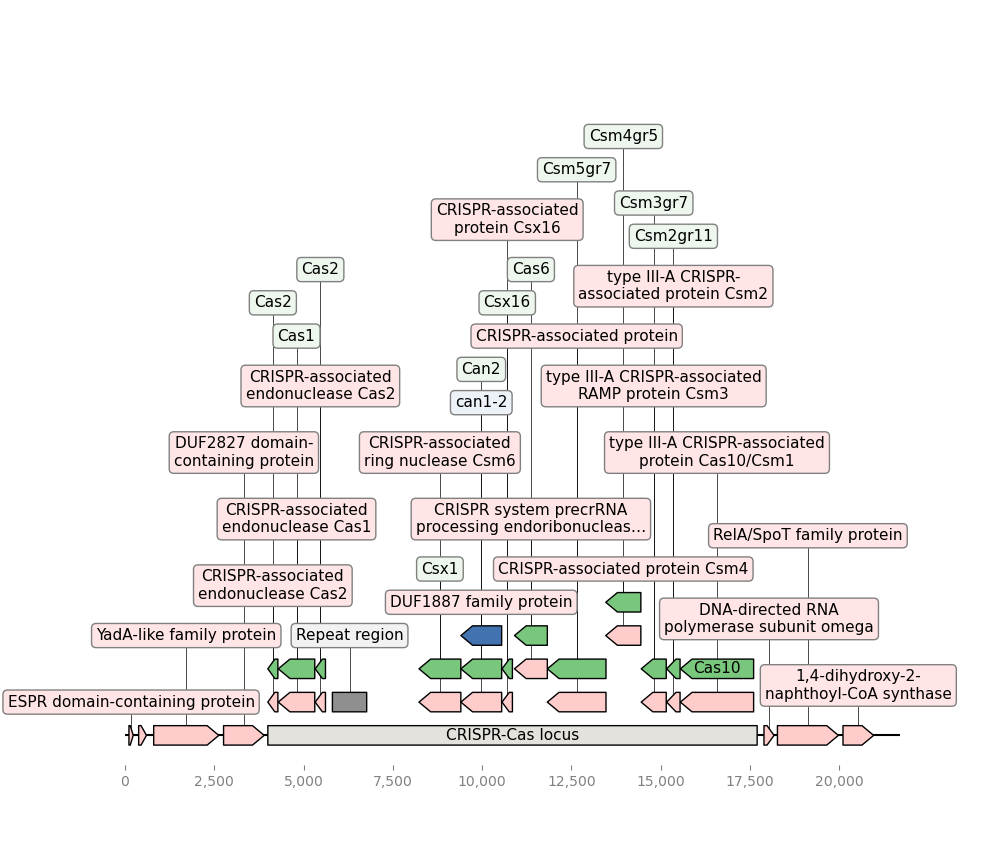 Csm4gr5
Csm5gr7
Csm3gr7
CRISPR-associated
protein Csx16
Csm2gr11
Cas2
Cas6
type III-A CRISPR-
associated protein Csm2
Cas2
Csx16
Cas1
CRISPR-associated protein
Can2
CRISPR-associated
endonuclease Cas2
type III-A CRISPR-associated
RAMP protein Csm3
can1-2
DUF2827 domain-
containing protein
CRISPR-associated
ring nuclease Csm6
type III-A CRISPR-associated
protein Cas10/Csm1
CRISPR-associated
endonuclease Cas1
CRISPR system precrRNA
processing endoribonucleas...
RelA/SpoT family protein
Csx1
CRISPR-associated protein Csm4
CRISPR-associated
endonuclease Cas2
DUF1887 family protein
DNA-directed RNA
polymerase subunit omega
YadA-like family protein
Repeat region
Cas10
1,4-dihydroxy-2-
naphthoyl-CoA synthase
ESPR domain-containing protein
CRISPR-Cas locus
0 2,500 5,000 7,500 10,000 12,500 15,000 17,500 20,000